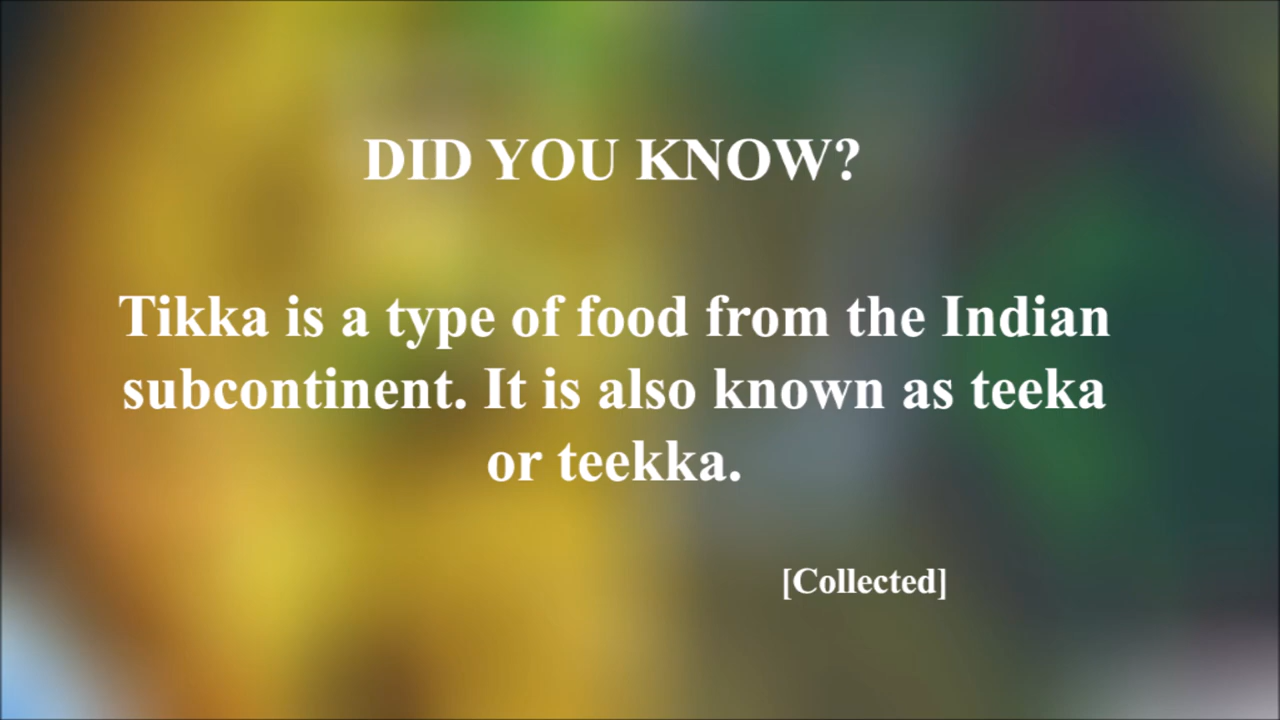 DID YOU KNOW?
Tikka is a type of food from the Indian
subcontinent. It is also known as teeka
or teekka.
[Collected]